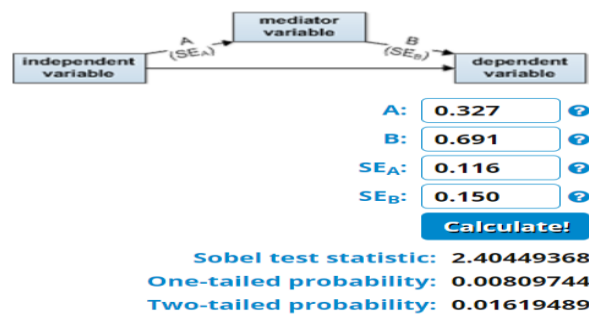 mediator
variable
A
(SEA)
B
(SEB)
independent
variable
dependent
variable
A: 0.327 ?
B: 0.691 ?
SEA: 0.116 ?
SEB: 0.150 ?
Calculate!
Sobel test statistic: 2.40449368
One-tailed probability: 0.00809744
Two-tailed probability: 0.01619489